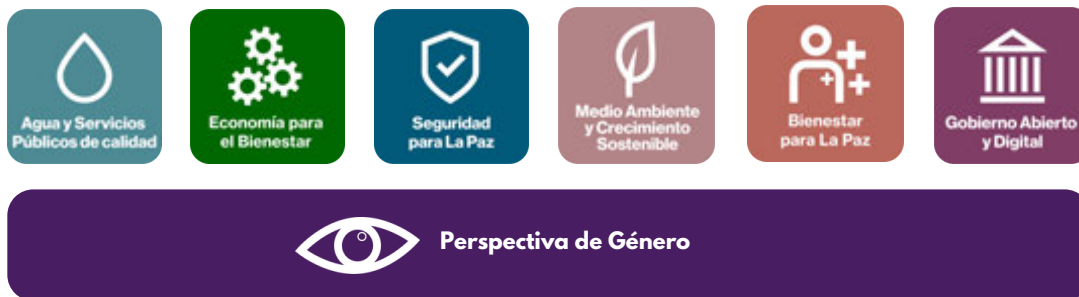 Agua y Servicios
Públicos de calidad
Economía para
el Bienestar
Seguridad
para La Paz
Medio Ambiente
y Crecimiento
Sostenible
Bienestar
para La Paz
Gobierno Abierto
y Digital
Perspectiva de Género